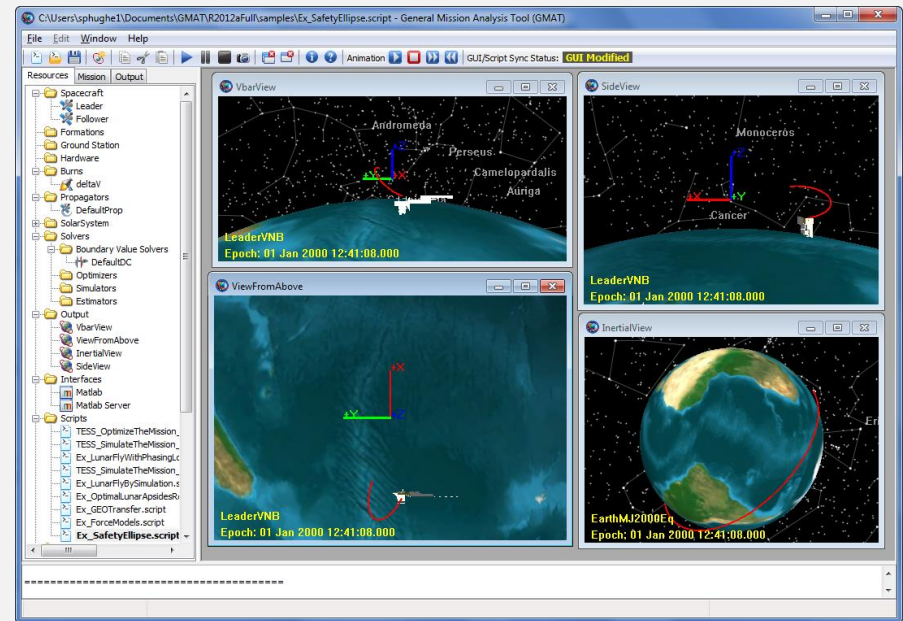 C:\Users\sphughe1\Documents\GMAT\R2012aFull\samples\Ex_SafetyEllipse.script - General Mission Analysis Tool (GMAT)
File Edit Window Help
Animation GUI/Script Sync Status: GUI Modified
Resources Mission Output
Spacecraft
Leader
Follower
Formations
Ground Station
Hardware
Burns
deltaV
Propagators
DefaultProp
SolarSystem
Solvers
Boundary Value Solvers
DefaultDC
Optimizers
Simulators
Estimators
Output
VbarView
ViewFromAbove
InertialView
SideView
Interfaces
Matlab
Matlab Server
Scripts
TESS_OptimizeTheMission_
TESS_SimulateTheMission_
Ex_LunarFlyWithPhasingLo
TESS_SimulateTheMission_
Ex_LunarFlyBySimulation.s
Ex_OptimalLunarApsidesRa
Ex_GEOTransfer.script
Ex_ForceModels.script
Ex_SafetyEllipse.script
VbarView
Andromeda
Perseus
Camelopardalis
Auriga
+Z
+Y +X
LeaderVNB
Epoch: 01 Jan 2000 12:41:08.000
SideView
Monoceros
+Z
+X +Y
Cancer
LeaderVNB
Epoch: 01 Jan 2000 12:41:08.000
ViewFromAbove
+X
+Y +Z
LeaderVNB
Epoch: 01 Jan 2000 12:41:08.000
InertialView
Eri
EarthMJ2000Eq
Epoch: 01 Jan 2000 12:41:08.000
========================================